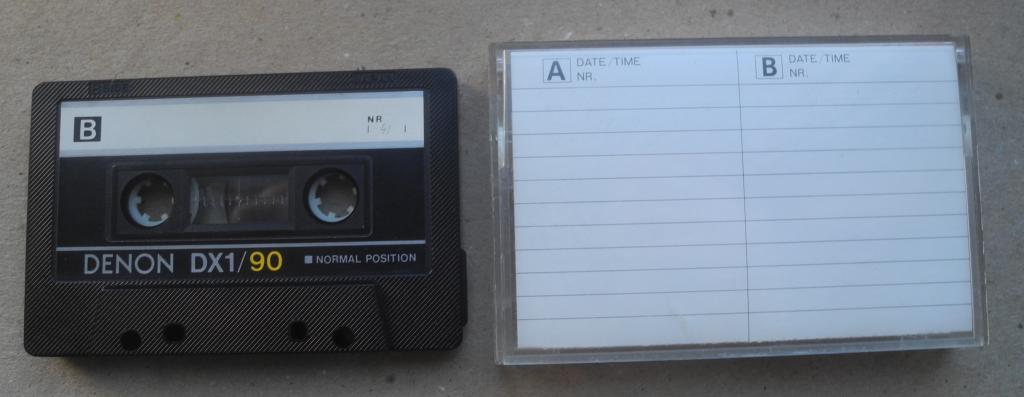 B
NR
DENON DX1/90 ■ NORMAL POSITION
A DATE/TIME
NR.
B DATE/TIME
NR.